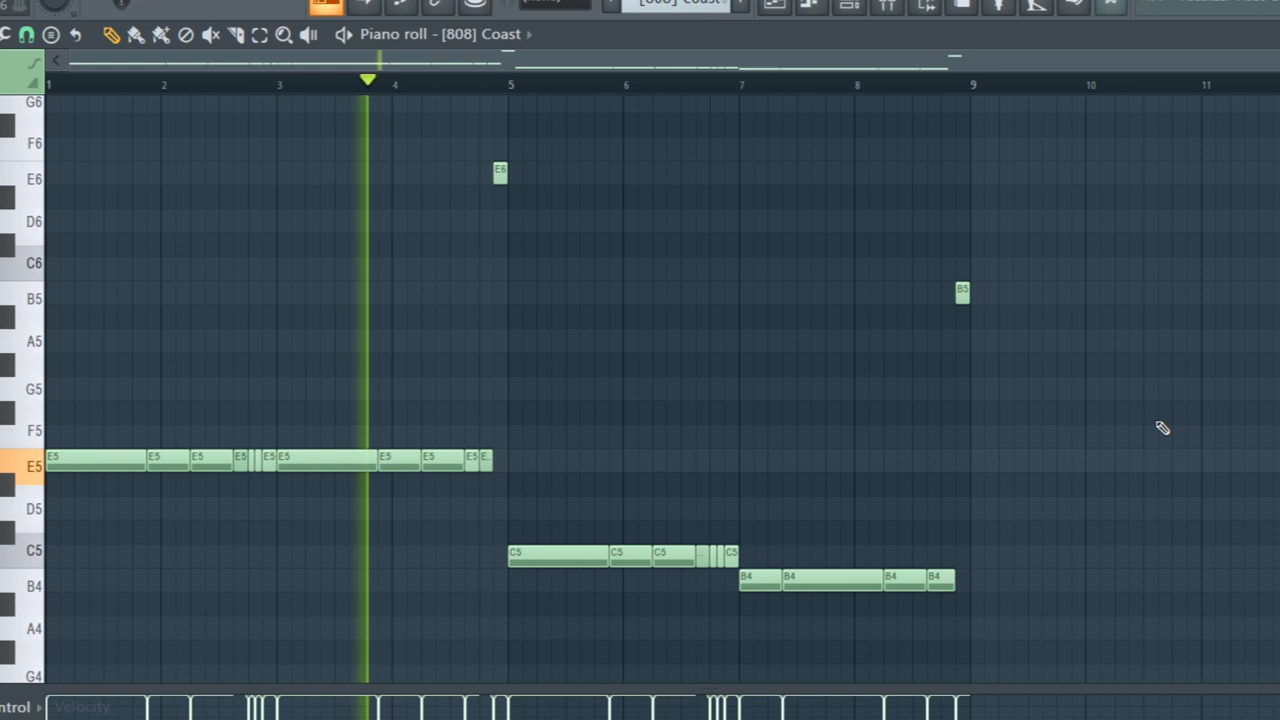 [808] Coast
Piano roll - [808] Coast
1 2 3 4 5 6 7 8 9 10 11
G6
F6
E6 E6
D6
C6
B5 B5
A5
G5
F5
E5 E5 E5 E5 E5 E5 E5 E5 E5 E5 E..
D5
C5 C5 C5 C5 C5
B4 B4 B4 B4 B4
A4
G4
ntrol Velocity